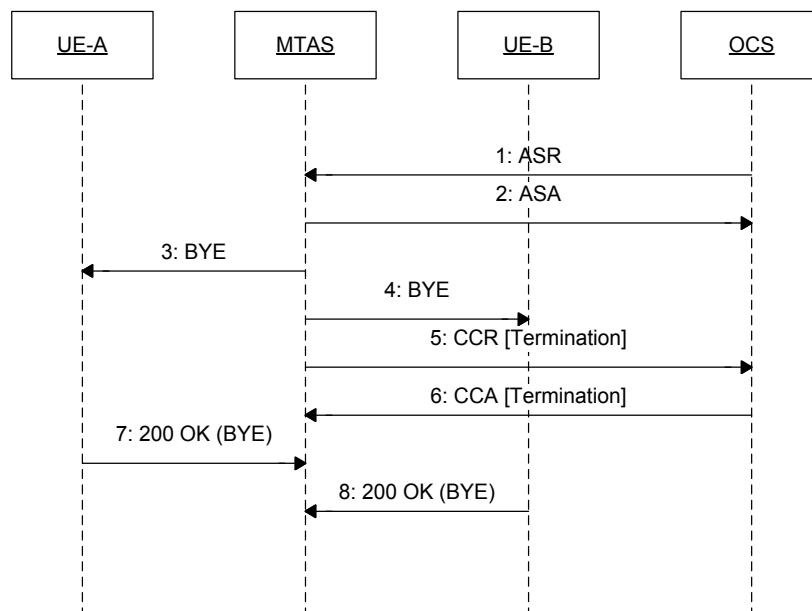 UE-A
MTAS
UE-B
OCS
1: ASR
2: ASA
3: BYE
4: BYE
5: CCR [Termination]
6: CCA [Termination]
7: 200 OK (BYE)
8: 200 OK (BYE)